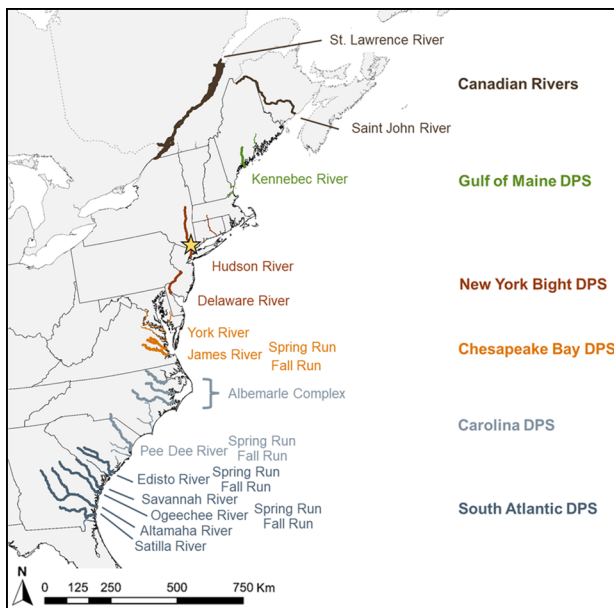 St. Lawrence River
Canadian Rivers
Saint John River
Kennebec River
Gulf of Maine DPS
Hudson River
New York Bight DPS
Delaware River
York River
James River Spring Run
Fall Run
Chesapeake Bay DPS
Albemarle Complex
Carolina DPS
Pee Dee River Spring Run
Fall Run
Edisto River Spring Run
Fall Run
Savannah River
Ogeechee River Spring Run
Fall Run
South Atlantic DPS
Altamaha River
Satilla River
N
0 125 250 500 750 Km